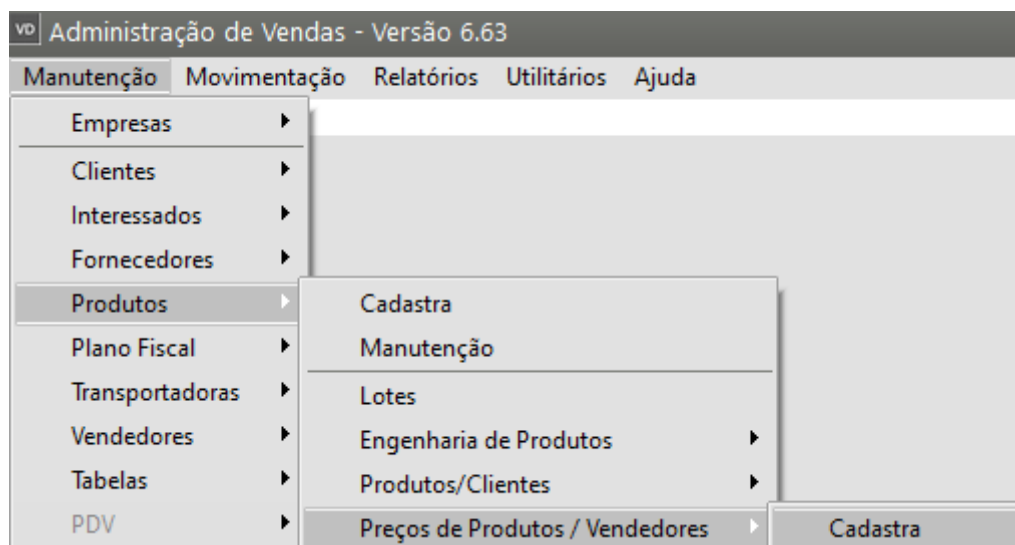 VD Administração de Vendas - Versão 6.63
Manutenção Movimentação Relatórios Utilitários Ajuda
Empresas
Clientes
Interessados
Fornecedores
Produtos
Plano Fiscal
Transportadoras
Vendedores
Tabelas
PDV
Cadastra
Manutenção
Lotes
Engenharia de Produtos
Produtos/Clientes
Preços de Produtos / Vendedores
Cadastra